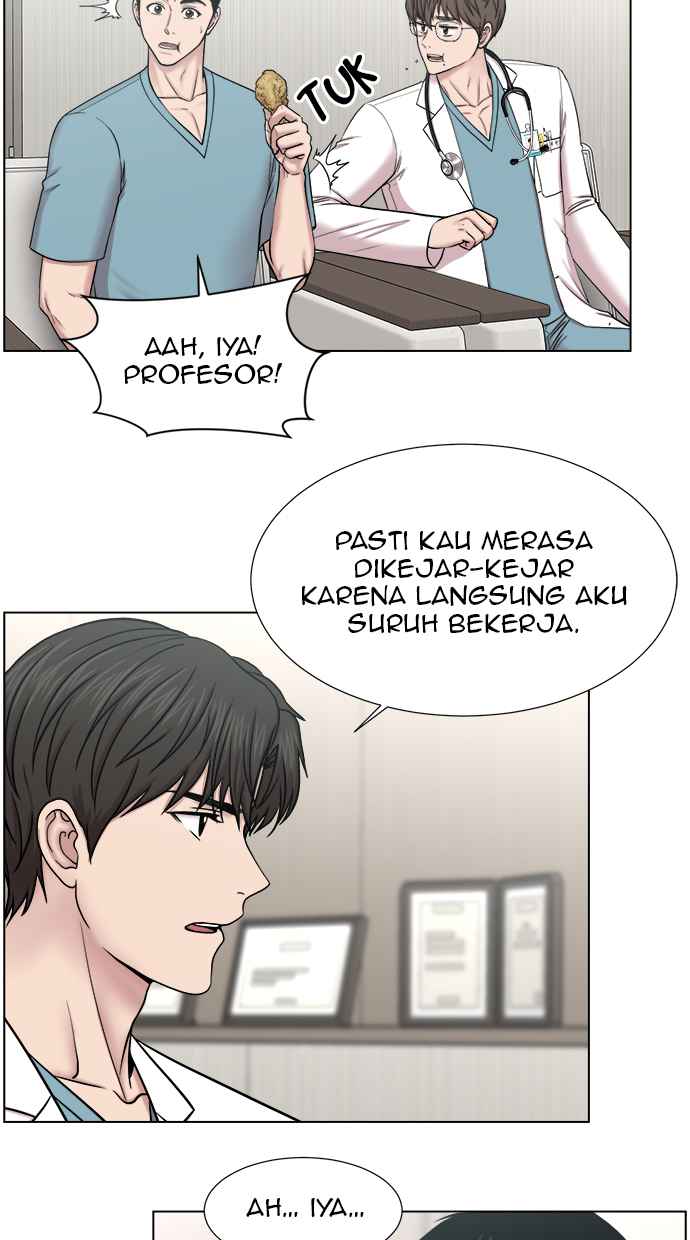 TUK
AAH, IYA!
PROFESOR!
PASTI KAU MERASA
DIKEJAR-KEJAR
KARENA LANGSUNG AKU
SURUH BEKERJA.
AH... IYA...